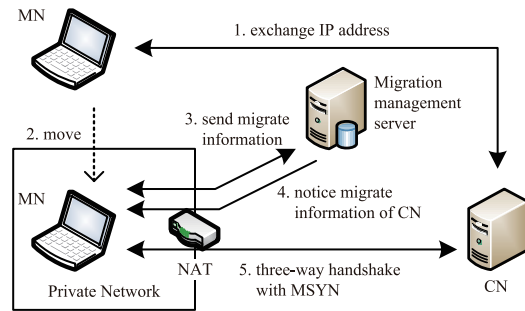 MN
1. exchange IP address
Migration
management
server
3. send migrate
information
2. move
MN
4. notice migrate
information of CN
NAT
5. three-way handshake
with MSYN
CN
Private Network